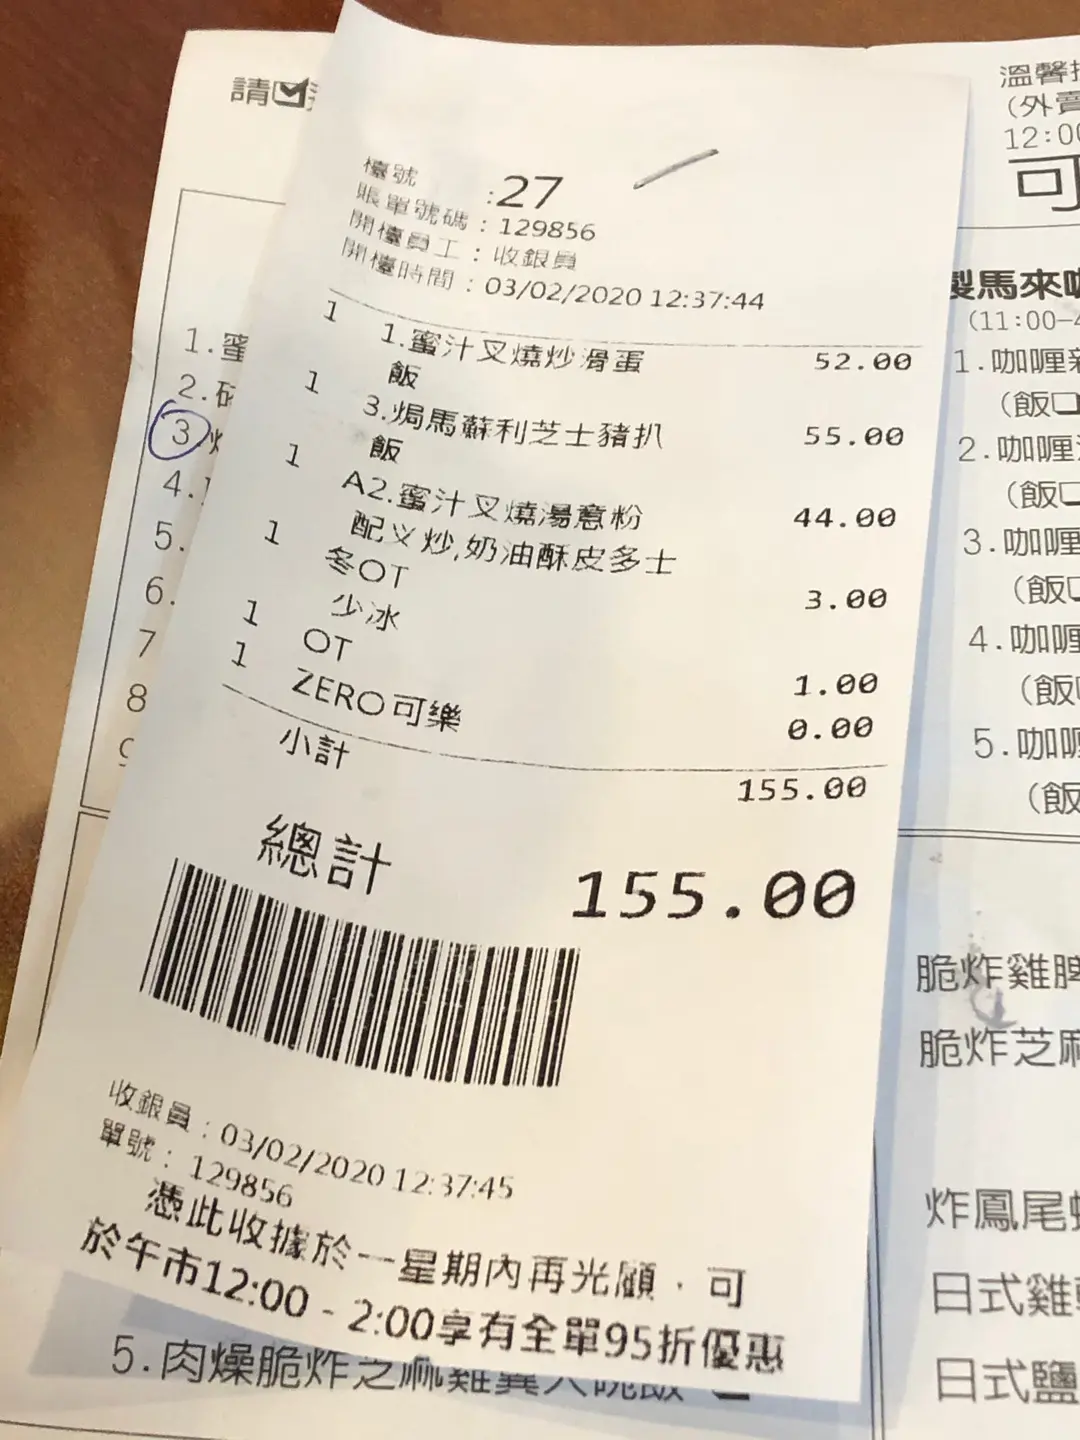 請
檯號 :27
賬單號碼 : 129856
開檯員工 : 收銀員
開檯時間 : 03/02/2020 12:37:44
1 1.蜜汁叉燒炒滑蛋飯 52.00
1 3.焗馬蘇利芝士豬扒飯 55.00
1 A2.蜜汁叉燒湯意粉 44.00
配义炒,奶油酥皮多士
1 冬OT 3.00
少冰
1 OT 1.00
1 ZERO可樂 0.00
小計 155.00
總計 155.00
收銀員 : 03/02/2020 12:37:45
單號 : 129856
憑此收據於一星期內再光顧，可
於午市12:00 - 2:00享有全單95折優惠
1.蜜
2.
3
4.
5.
6.
7
8
9
5.肉燥脆炸芝麻雞
溫馨
(外賣
12:00
可
製馬來
(11:00-4
1.咖喱
(飯
2.咖喱
(飯
3.咖喱
(飯
4.咖喱
(飯
5.咖喱
(飯
脆炸雞脾
脆炸芝麻
炸鳳尾
日式雞
日式鹽